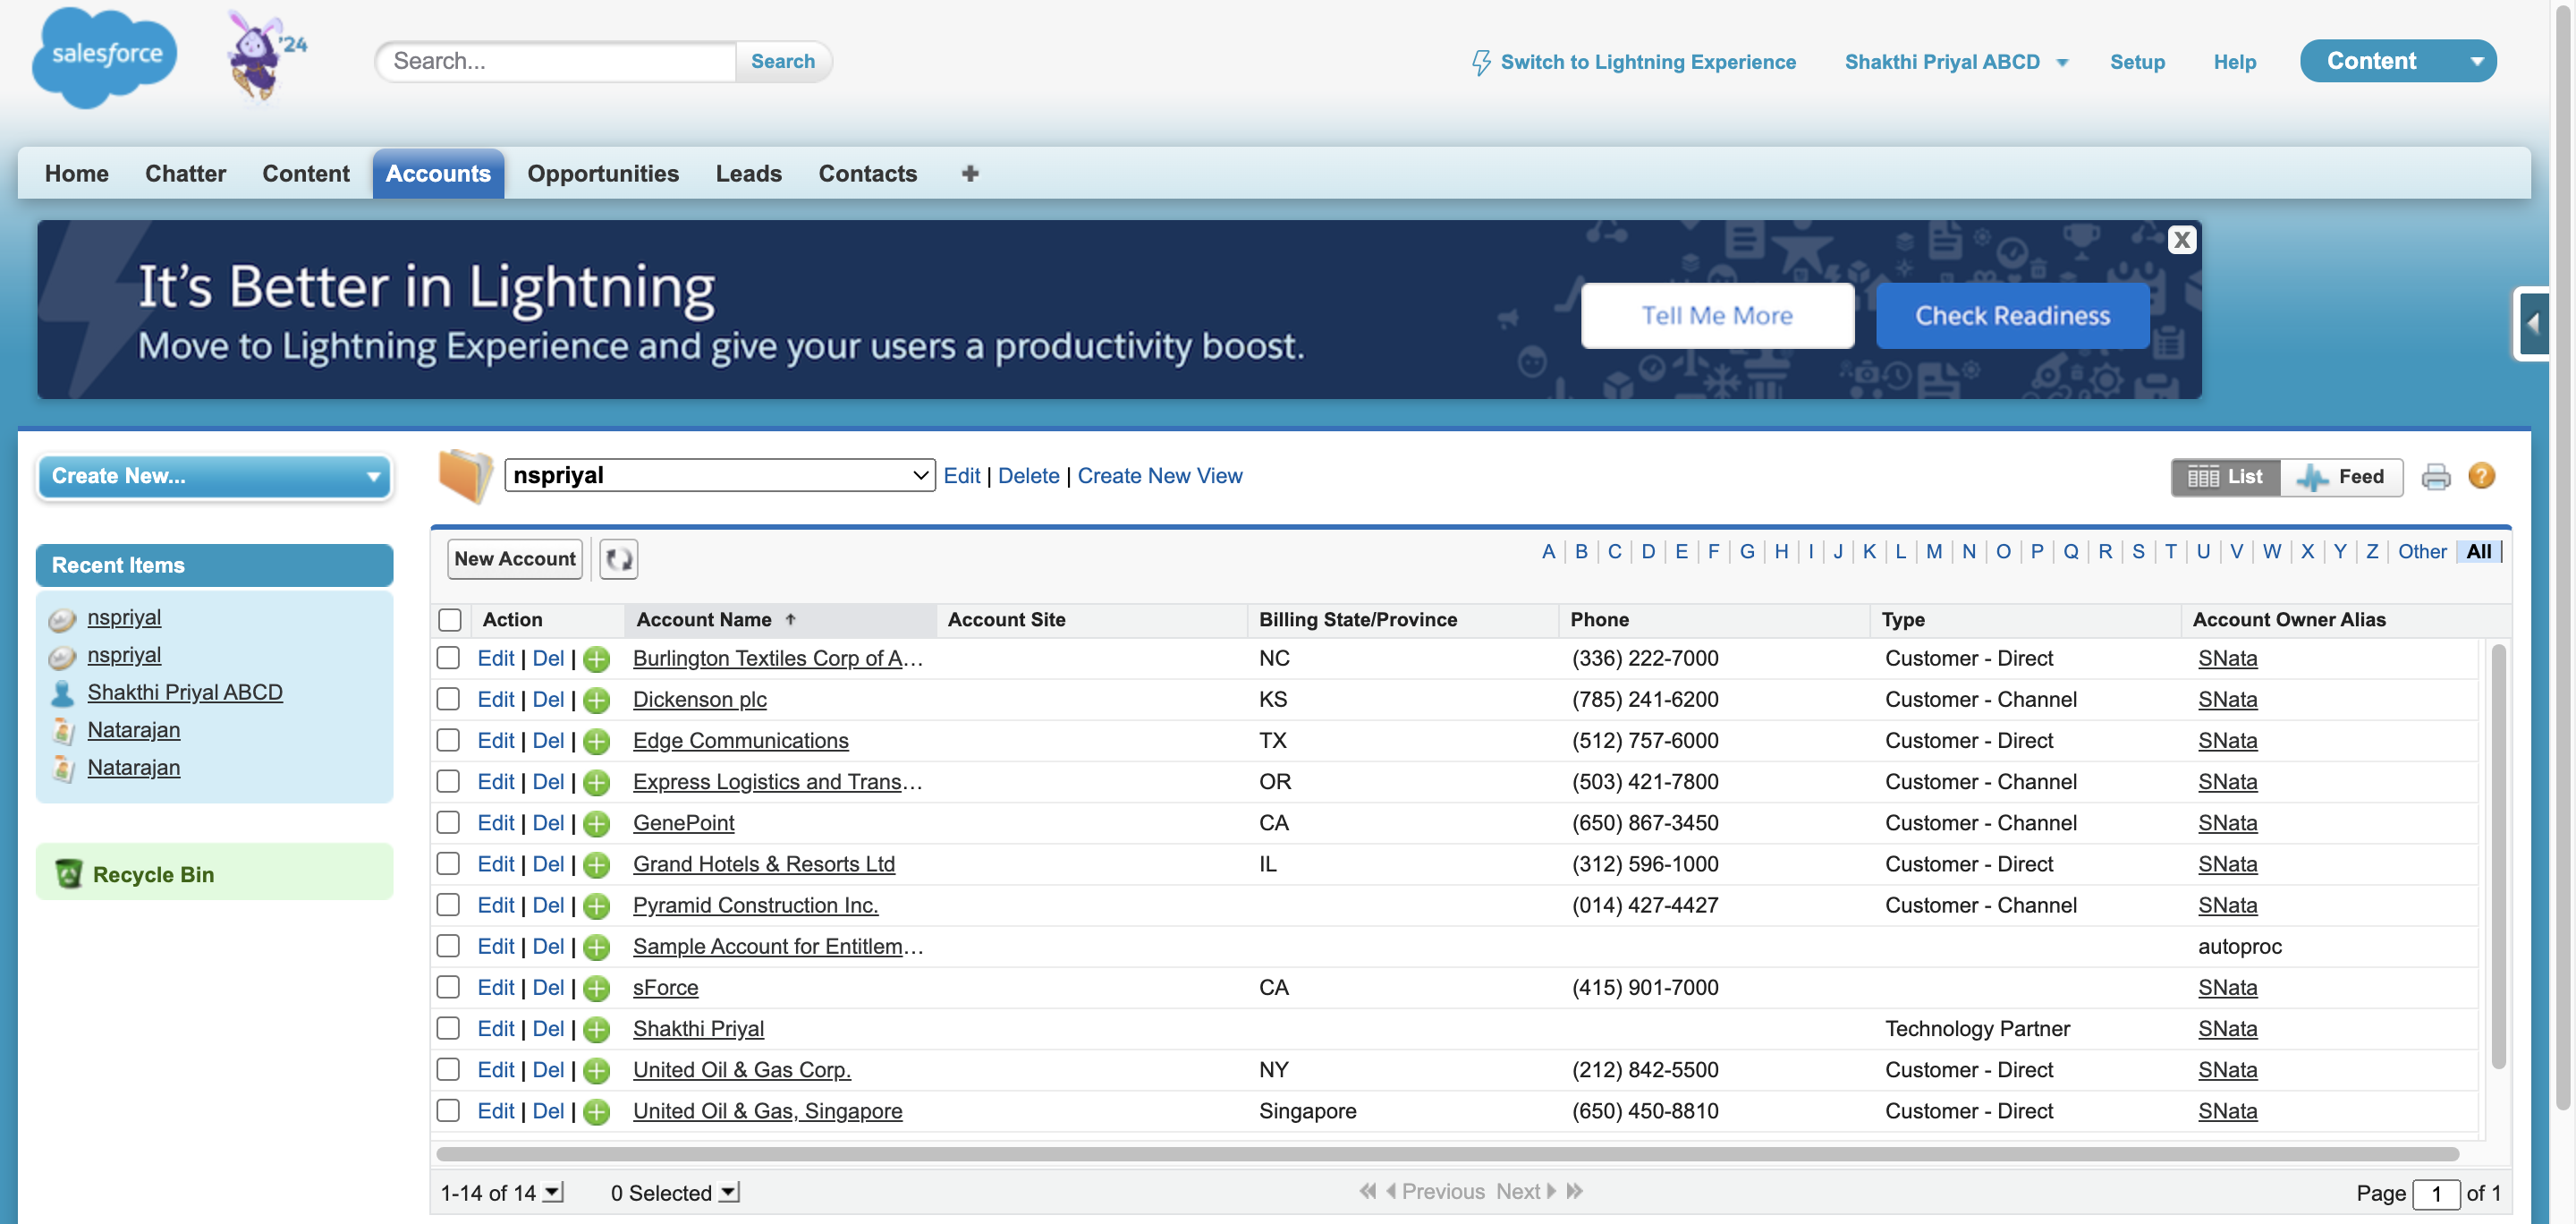 salesforce
'24
Search...
Search
Switch to Lightning Experience
Shakthi Priyal ABCD
Setup
Help
Content
Home Chatter Content Accounts Opportunities Leads Contacts
It's Better in Lightning
Move to Lightning Experience and give your users a productivity boost.
Tell Me More
Check Readiness
X
Create New...
Recent Items
nspriyal
nspriyal
Shakthi Priyal ABCD
Natarajan
Natarajan
Recycle Bin
nspriyal
Edit | Delete | Create New View
List
Feed
?
New Account
A | B | C | D | E | F | G | H | I | J | K | L | M | N | O | P | Q | R | S | T | U | V | W | X | Y | Z | Other | All
Action Account Name Account Site Billing State/Province Phone Type Account Owner Alias
Edit | Del | Burlington Textiles Corp of A... NC (336) 222-7000 Customer - Direct SNata
Edit | Del | Dickenson plc KS (785) 241-6200 Customer - Channel SNata
Edit | Del | Edge Communications TX (512) 757-6000 Customer - Direct SNata
Edit | Del | Express Logistics and Trans... OR (503) 421-7800 Customer - Channel SNata
Edit | Del | GenePoint CA (650) 867-3450 Customer - Channel SNata
Edit | Del | Grand Hotels & Resorts Ltd IL (312) 596-1000 Customer - Direct SNata
Edit | Del | Pyramid Construction Inc. (014) 427-4427 Customer - Channel SNata
Edit | Del | Sample Account for Entitlem... autoproc
Edit | Del | sForce CA (415) 901-7000 SNata
Edit | Del | Shakthi Priyal Technology Partner SNata
Edit | Del | United Oil & Gas Corp. NY (212) 842-5500 Customer - Direct SNata
Edit | Del | United Oil & Gas, Singapore Singapore (650) 450-8810 Customer - Direct SNata
1-14 of 14 0 Selected Previous Next Page 1 of 1